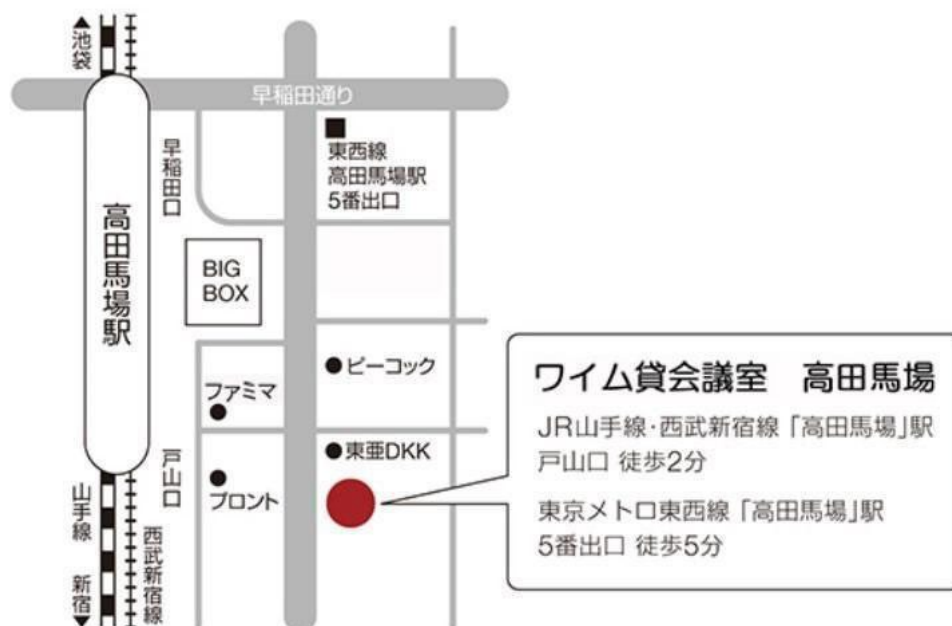 ▲池袋
早稲田通り
早稲田口
東西線
高田馬場駅
5番出口
高田馬場駅
BIG
BOX
ピーコック
ファミマ
東亜DKK
戸山口
プロント
山手線
新宿▼
西武新宿線
ワイム貸会議室 高田馬場
JR山手線・西武新宿線「高田馬場」駅
戸山口 徒歩2分
東京メトロ東西線「高田馬場」駅
5番出口 徒歩5分